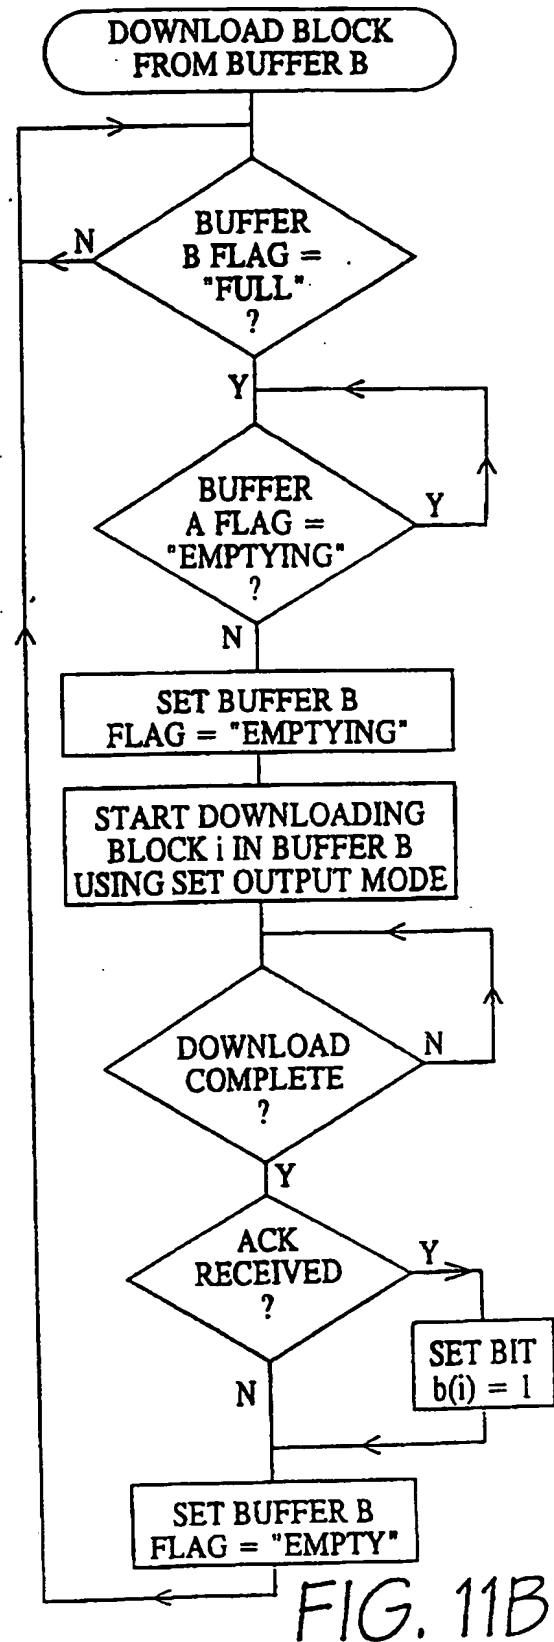 DOWNLOAD BLOCK
FROM BUFFER B
N
BUFFER
B FLAG =
"FULL"
?
Y
BUFFER
A FLAG =
"EMPTYING"
?
Y
N
SET BUFFER B
FLAG = "EMPTYING"
START DOWNLOADING
BLOCK i IN BUFFER B
USING SET OUTPUT MODE
DOWNLOAD
COMPLETE
?
N
Y
ACK
RECEIVED
?
Y
SET BIT
b(i) = 1
N
SET BUFFER B
FLAG = "EMPTY"
FIG. 11B